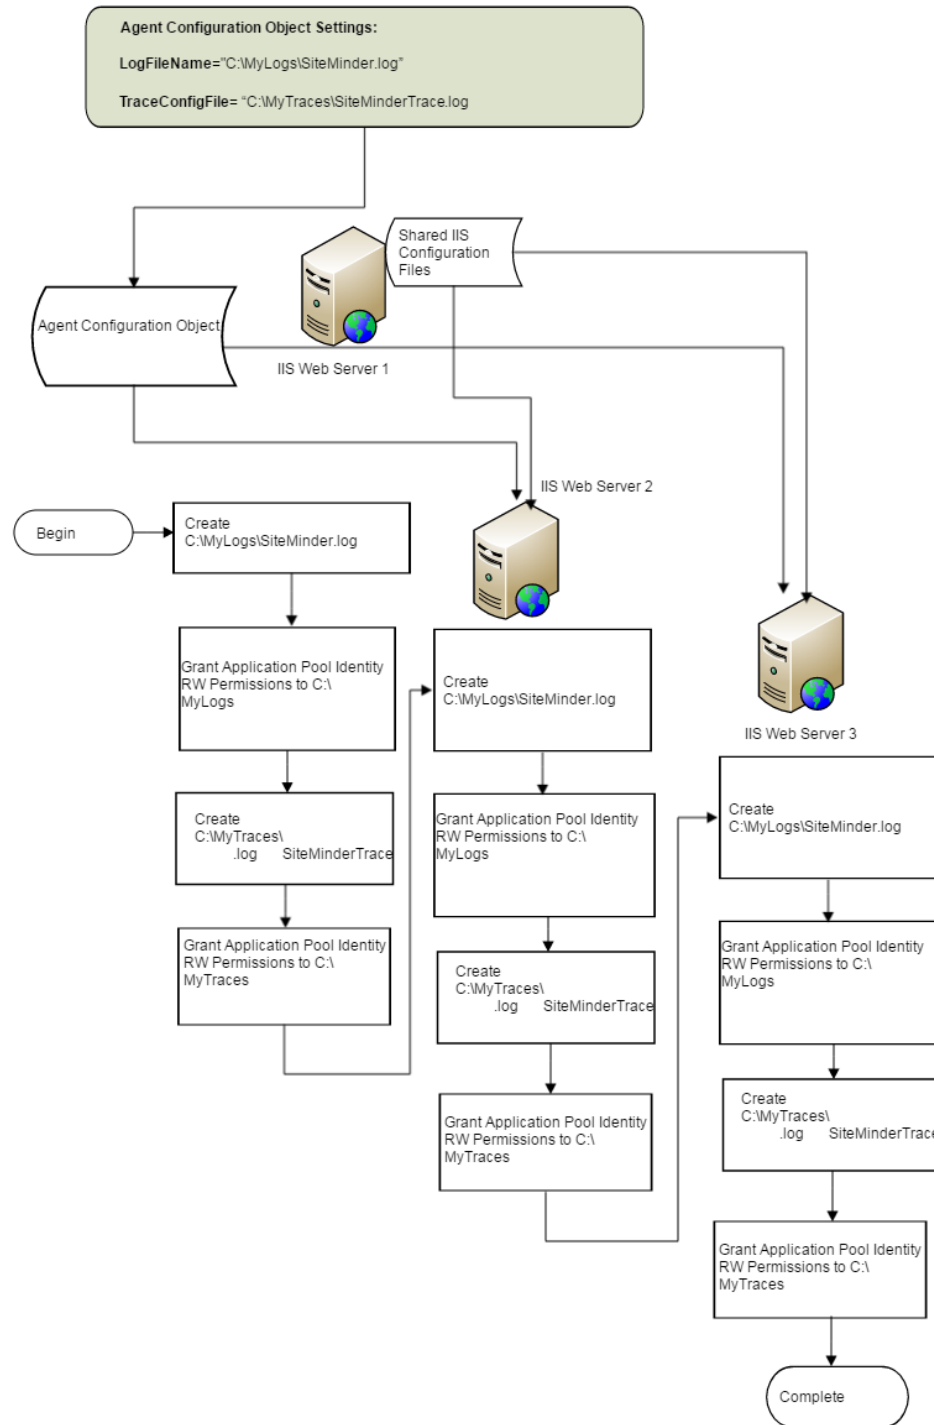 Agent Configuration Object Settings:
LogFileName="C:\MyLogs\SiteMinder.log"
TraceConfigFile= “C:\MyTraces\SiteMinderTrace.log
Shared IIS
Configuration
Files
Agent Configuration Object
IIS Web Server 1
IIS Web Server 2
Begin
Create
C:\MyLogs\SiteMinder.log
Grant Application Pool Identity
RW Permissions to C:\
MyLogs
Create
C:\MyTraces\
.log SiteMinderTrace
Grant Application Pool Identity
RW Permissions to C:\
MyTraces
Create
C:\MyLogs\SiteMinder.log
Grant Application Pool Identity
RW Permissions to C:\
MyLogs
Create
C:\MyTraces\
.log SiteMinderTrace
Grant Application Pool Identity
RW Permissions to C:\
MyTraces
IIS Web Server 3
Create
C:\MyLogs\SiteMinder.log
Grant Application Pool Identity
RW Permissions to C:\
MyLogs
Create
C:\MyTraces\
.log SiteMinderTrace
Grant Application Pool Identity
RW Permissions to C:\
MyTraces
Complete